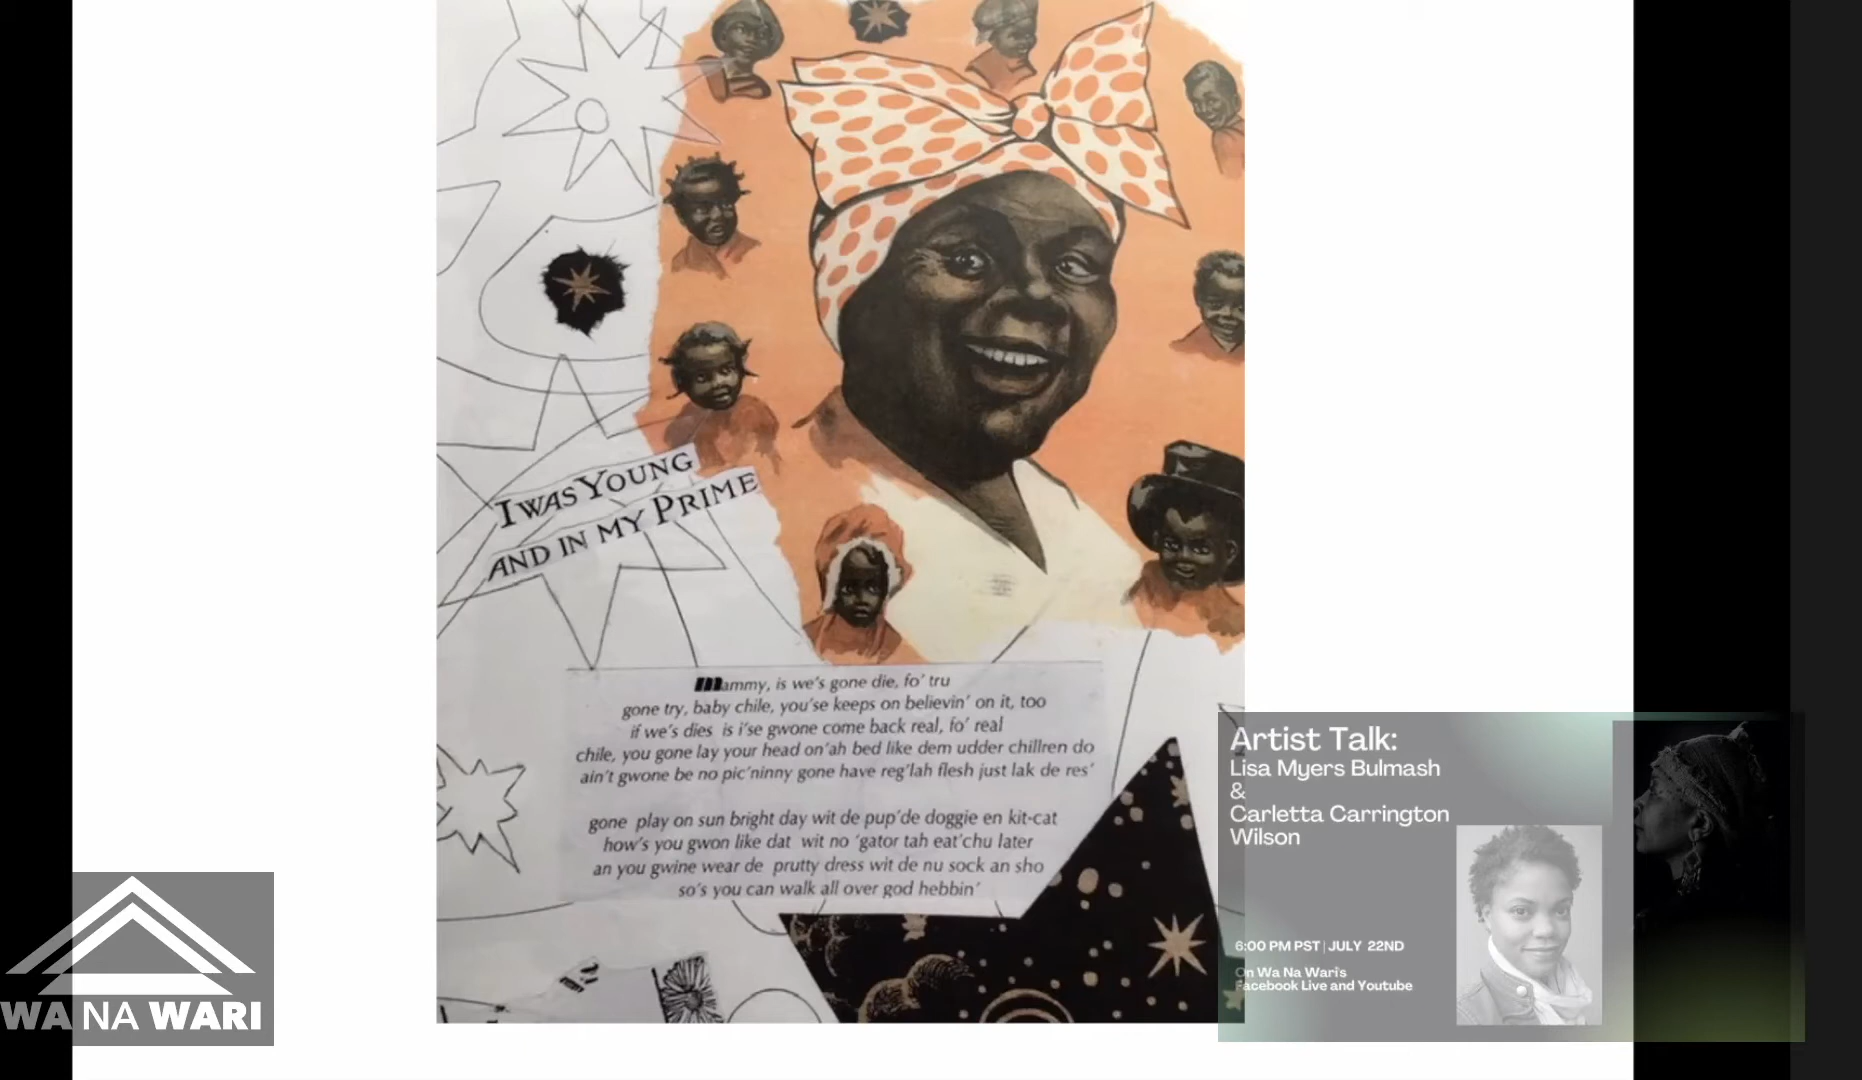 I WAS YOUNG
AND IN MY PRIME
mammy, is we's gone die, fo' tru
gone try, baby chile, you'se keeps on believin' on it, too
if we's dies is i'se gwone come back real, fo' real
chile, you gone lay your head on'ah bed like dem udder chillren do
ain't gwone be no pic'ninny gone have reg'lah flesh just lak de res'
gone play on sun bright day wit de pup'de doggie en kit-cat
how's you gwon like dat wit no 'gator tah eat'chu later
an you gwine wear de prutty dress wit de nu sock an sho
so's you can walk all over god hebbin'
Artist Talk:
Lisa Myers Bulmash
&
Carletta Carrington
Wilson
6:00 PM PST | JULY 22ND
On Wa Na Wari's
Facebook Live and Youtube
WA NA WARI